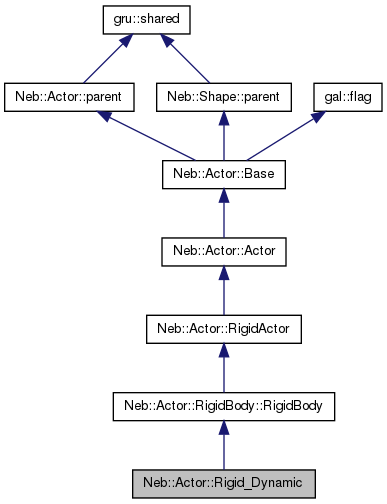 gru::shared
Neb::Actor::parent
Neb::Shape::parent
gal::flag
Neb::Actor::Base
Neb::Actor::Actor
Neb::Actor::RigidActor
Neb::Actor::RigidBody::RigidBody
Neb::Actor::Rigid_Dynamic